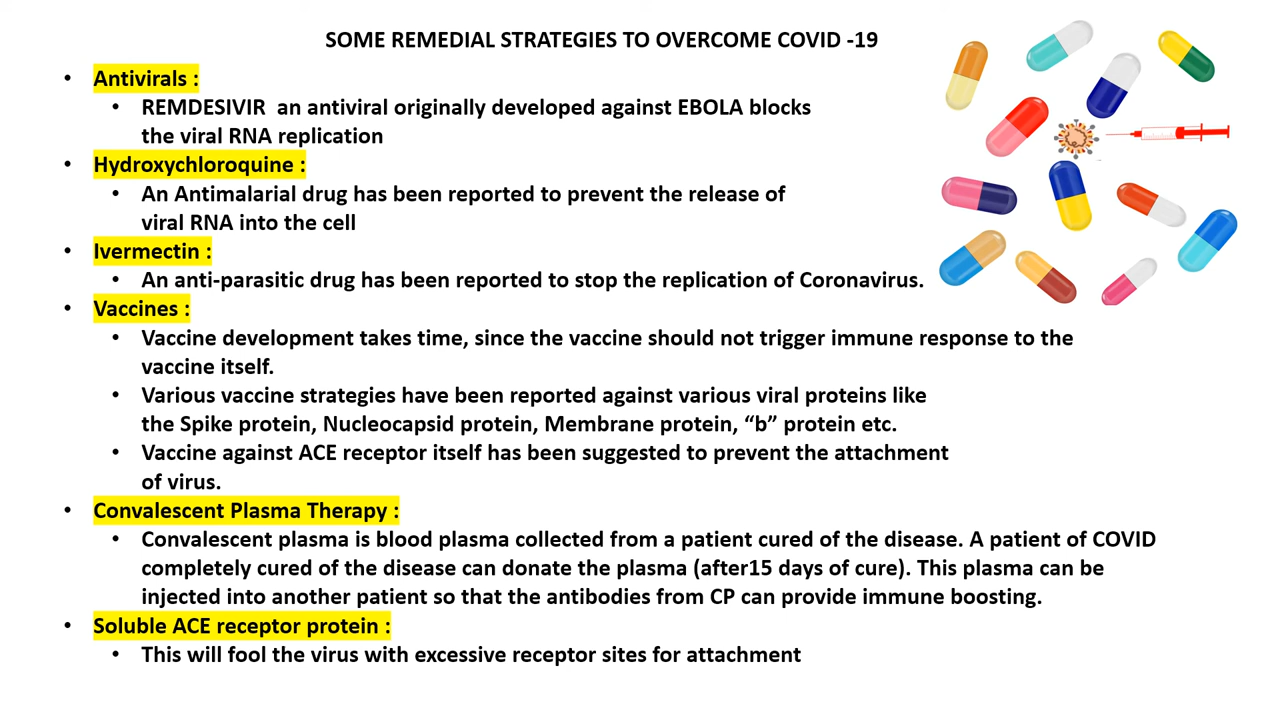 SOME REMEDIAL STRATEGIES TO OVERCOME COVID -19
• Antivirals :
• REMDESIVIR an antiviral originally developed against EBOLA blocks
the viral RNA replication
• Hydroxychloroquine :
• An Antimalarial drug has been reported to prevent the release of
viral RNA into the cell
• Ivermectin :
• An anti-parasitic drug has been reported to stop the replication of Coronavirus.
• Vaccines :
• Vaccine development takes time, since the vaccine should not trigger immune response to the
vaccine itself.
• Various vaccine strategies have been reported against various viral proteins like
the Spike protein, Nucleocapsid protein, Membrane protein, “b” protein etc.
• Vaccine against ACE receptor itself has been suggested to prevent the attachment
of virus.
• Convalescent Plasma Therapy :
• Convalescent plasma is blood plasma collected from a patient cured of the disease. A patient of COVID
completely cured of the disease can donate the plasma (after15 days of cure). This plasma can be
injected into another patient so that the antibodies from CP can provide immune boosting.
• Soluble ACE receptor protein :
• This will fool the virus with excessive receptor sites for attachment